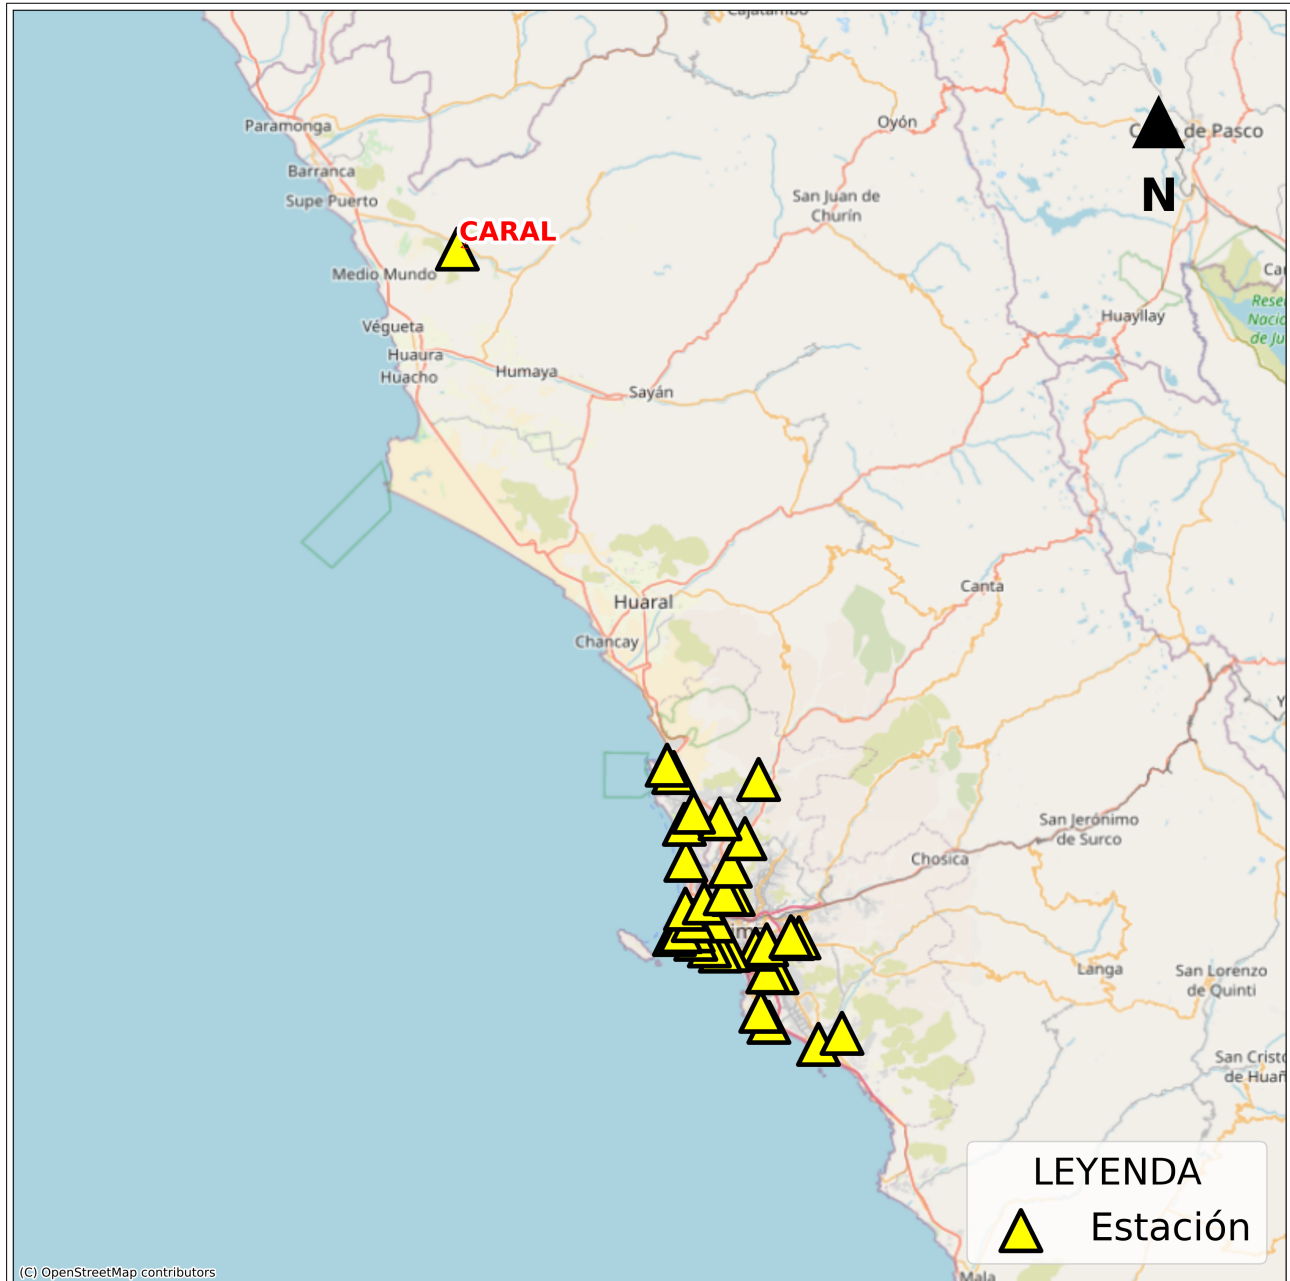 Cajatambo
Paramonga
Oyón
de Pasco
Barranca
Supe Puerto
San Juan de
Churín
N
CARAL
Medio Mundo
Huayllay
Végueta
Huaura
Huacho
Humaya
Sayán
Canta
Huaral
Chancay
San Jerónimo
de Surco
Chosica
Langa
San Lorenzo
de Quinti
LEYENDA
Estación
Mala
(C) OpenStreetMap contributors